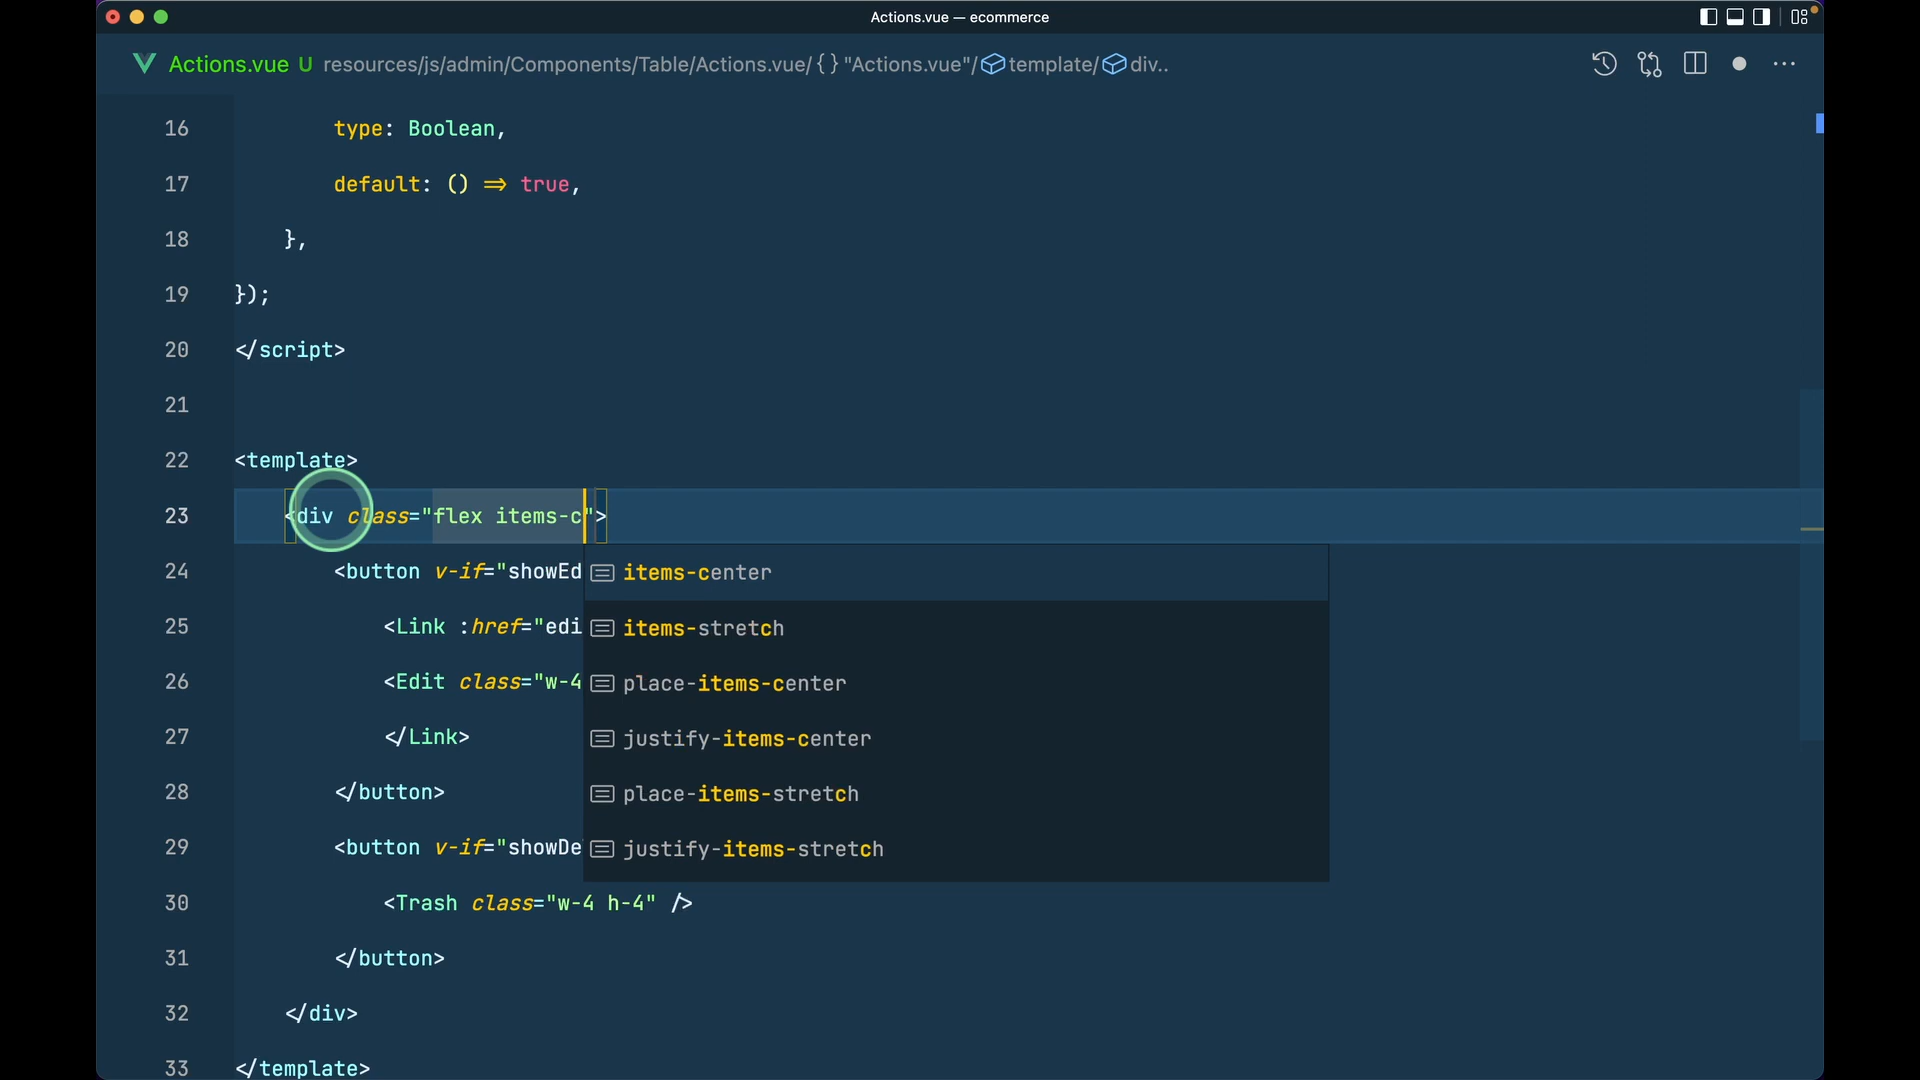 Actions.vue — ecommerce
Actions.vue U resources/js/admin/Components/Table/Actions.vue/{ } "Actions.vue"/ template/ div..
16 type: Boolean,
17 default: () => true,
18 },
19 });
20 </script>
21
22 <template>
23 <div class="flex items-c">
24 <button v-if="showEd
items-center
25 <Link :href="edi
items-stretch
26 <Edit class="w-4
place-items-center
27 </Link>
justify-items-center
28 </button>
place-items-stretch
29 <button v-if="showDe
justify-items-stretch
30 <Trash class="w-4 h-4" />
31 </button>
32 </div>
33 </template>